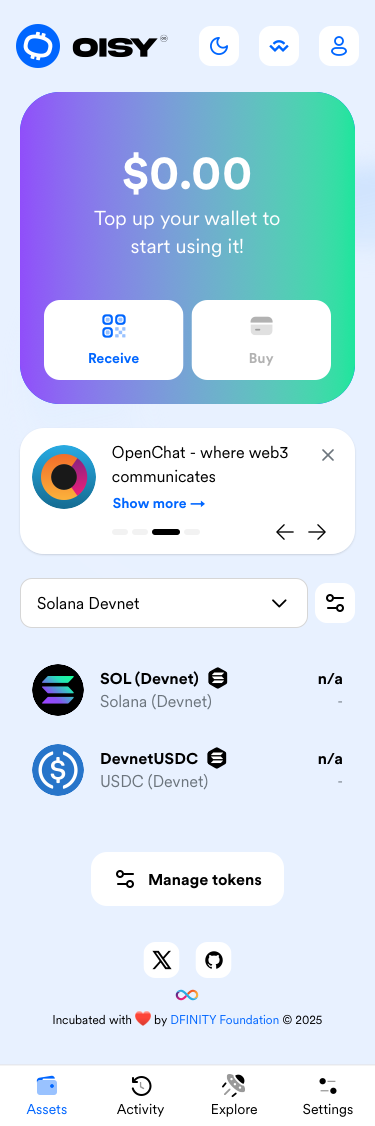 OISY
$0.00
Top up your wallet to
start using it!
Receive
Buy
OpenChat - where web3
communicates
Show more →
Solana Devnet
SOL (Devnet)
n/a
Solana (Devnet)
-
DevnetUSDC
n/a
USDC (Devnet)
-
Manage tokens
Incubated with ❤️ by DFINITY Foundation © 2025
Assets
Activity
Explore
Settings